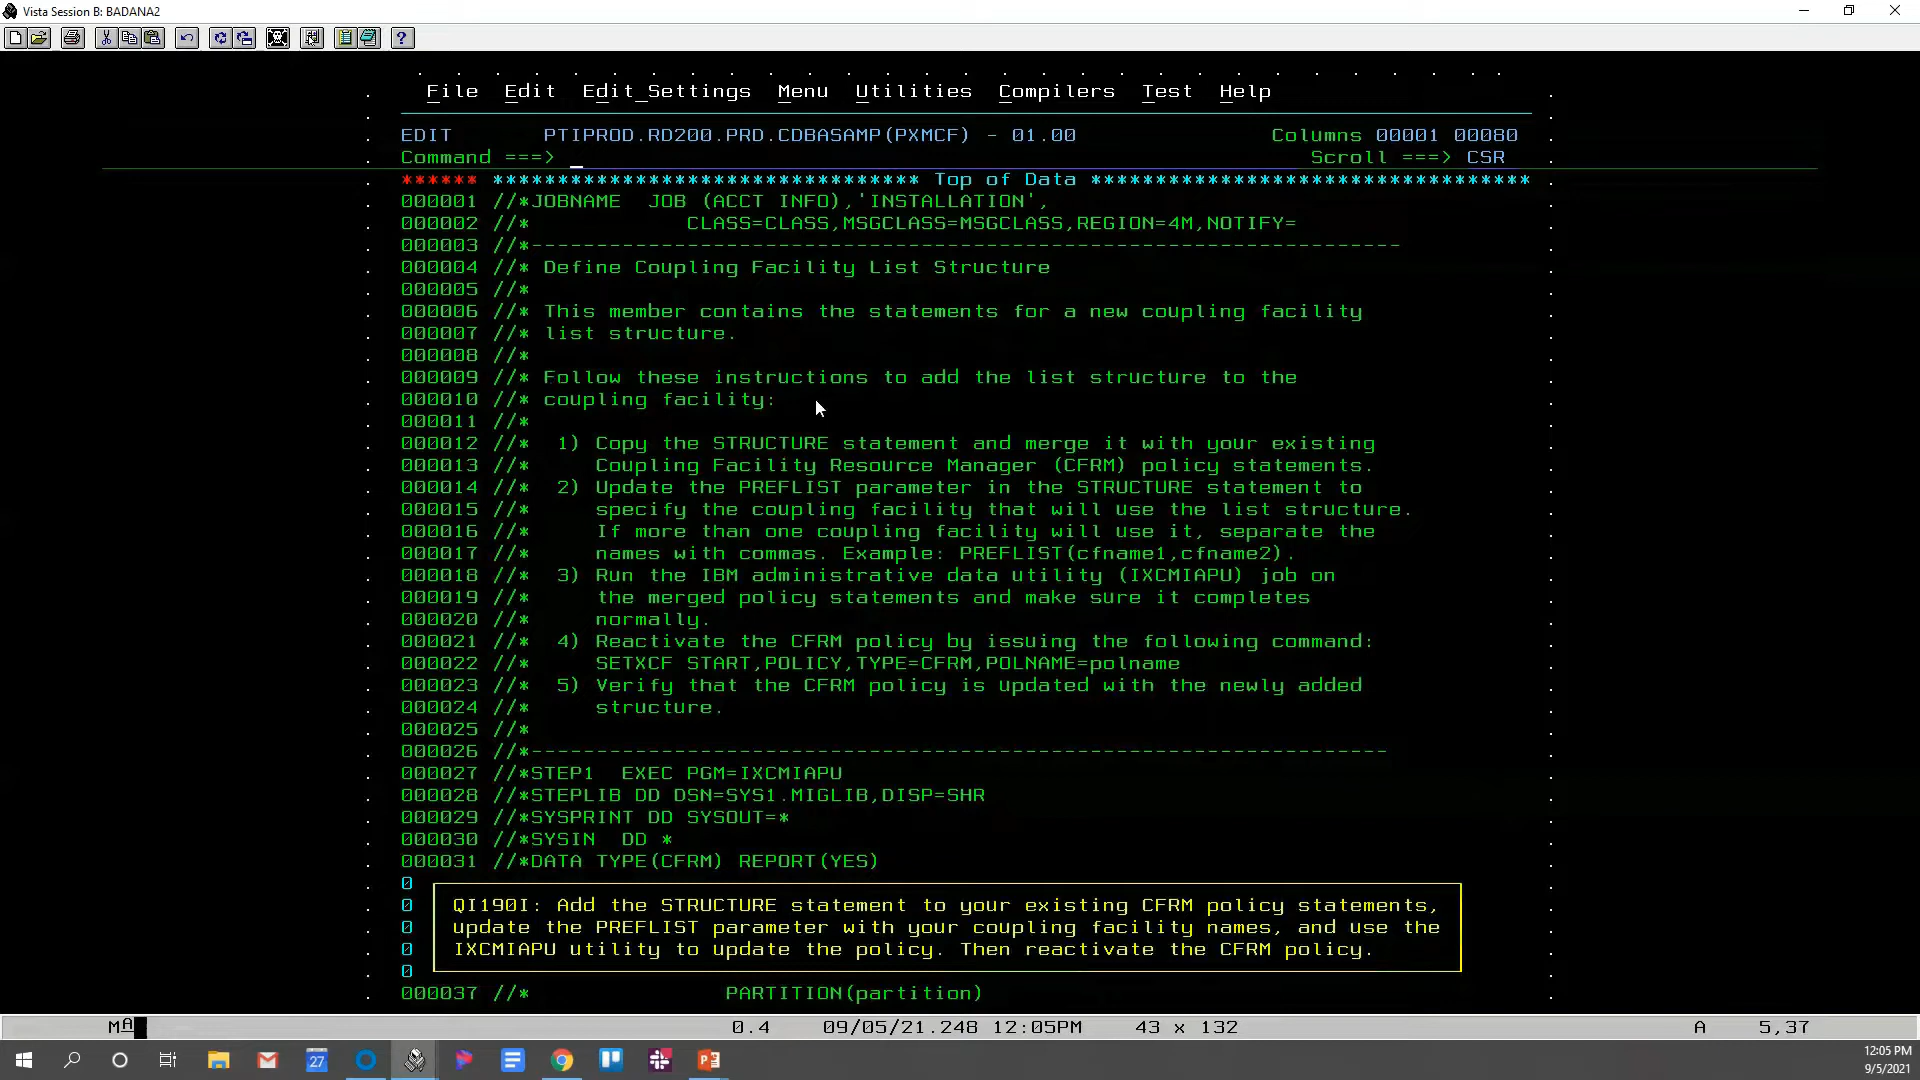 Vista Session B: BADANA2
File Edit Edit_Settings Menu Utilities Compilers Test Help
EDIT PTIPROD.RD200.PRD.CDBASAMP(PXMCF) - 01.00 Columns 00001 00080
Command ===> _ Scroll ===> CSR
****** ********************************* Top of Data **********************************
000001 //*JOBNAME JOB (ACCT INFO),'INSTALLATION',
000002 //* CLASS=CLASS,MSGCLASS=MSGCLASS,REGION=4M,NOTIFY=
000003 //*-------------------------------------------------------------------
000004 //* Define Coupling Facility List Structure
000005 //*
000006 //* This member contains the statements for a new coupling facility
000007 //* list structure.
000008 //*
000009 //* Follow these instructions to add the list structure to the
000010 //* coupling facility:
000011 //*
000012 //* 1) Copy the STRUCTURE statement and merge it with your existing
000013 //* Coupling Facility Resource Manager (CFRM) policy statements.
000014 //* 2) Update the PREFLIST parameter in the STRUCTURE statement to
000015 //* specify the coupling facility that will use the list structure.
000016 //* If more than one coupling facility will use it, separate the
000017 //* names with commas. Example: PREFLIST(cfname1,cfname2).
000018 //* 3) Run the IBM administrative data utility (IXCMIAPU) job on
000019 //* the merged policy statements and make sure it completes
000020 //* normally.
000021 //* 4) Reactivate the CFRM policy by issuing the following command:
000022 //* SETXCF START,POLICY,TYPE=CFRM,POLNAME=polname
000023 //* 5) Verify that the CFRM policy is updated with the newly added
000024 //* structure.
000025 //*
000026 //*------------------------------------------------------------------
000027 //*STEP1 EXEC PGM=IXCMIAPU
000028 //*STEPLIB DD DSN=SYS1.MIGLIB,DISP=SHR
000029 //*SYSPRINT DD SYSOUT=*
000030 //*SYSIN DD *
000031 //*DATA TYPE(CFRM) REPORT(YES)
0
0 QI190I: Add the STRUCTURE statement to your existing CFRM policy statements,
0 update the PREFLIST parameter with your coupling facility names, and use the
0 IXCMIAPU utility to update the policy. Then reactivate the CFRM policy.
0
000037 //* PARTITION(partition)
MA 0.4 09/05/21.248 12:05PM 43 x 132 A 5,37
27
12:05 PM
9/5/2021